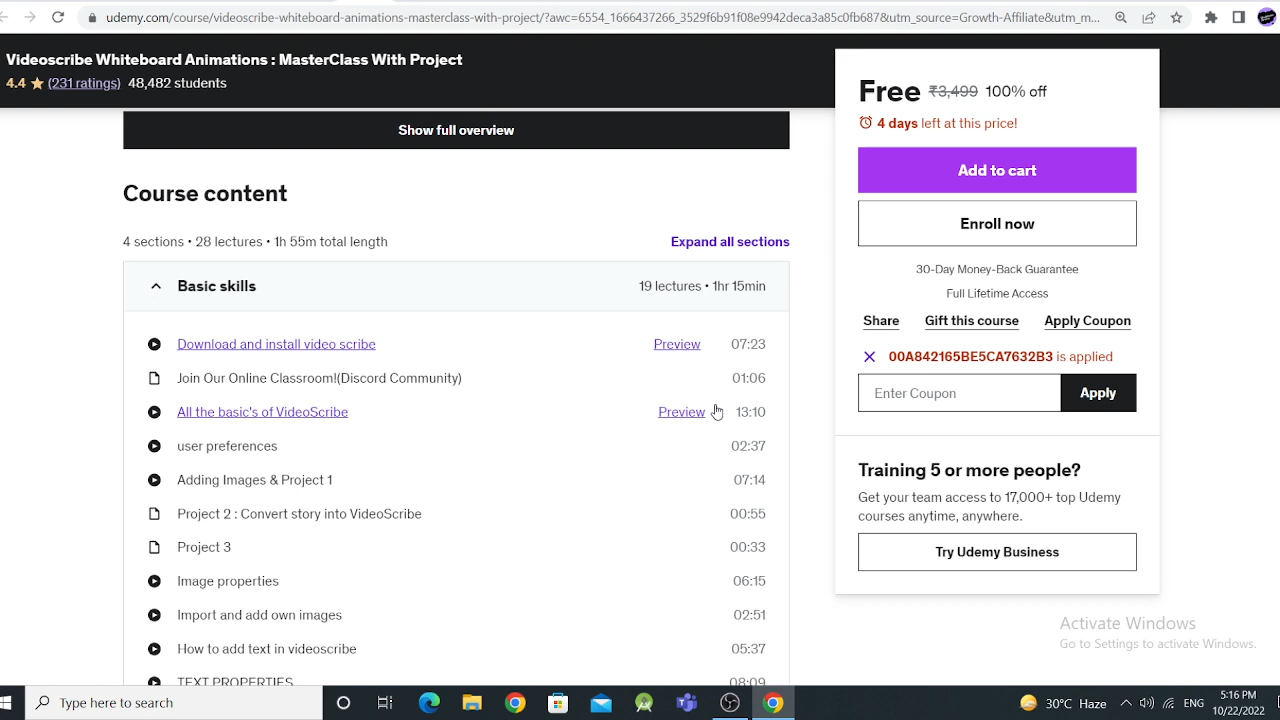 udemy.com/course/videoscribe-whiteboard-animations-masterclass-with-project/?awc=6554_1666437266_3529f6b91f08e9942deca3a85c0fb687&utm_source=Growth-Affiliate&utm_m...
Videoscribe Whiteboard Animations : MasterClass With Project
4.4 (231 ratings) 48,482 students
Show full overview
Course content
4 sections • 28 lectures • 1h 55m total length
Expand all sections
Basic skills 19 lectures • 1hr 15min
Download and install video scribe Preview 07:23
Join Our Online Classroom!(Discord Community) 01:06
All the basic's of VideoScribe Preview 13:10
user preferences 02:37
Adding Images & Project 1 07:14
Project 2 : Convert story into VideoScribe 00:55
Project 3 00:33
Image properties 06:15
Import and add own images 02:51
How to add text in videoscribe 05:37
TEXT PROPERTIES 08:09
Free ₹3,499 100% off
4 days left at this price!
Add to cart
Enroll now
30-Day Money-Back Guarantee
Full Lifetime Access
Share Gift this course Apply Coupon
00A842165BE5CA7632B3 is applied
Enter Coupon Apply
Training 5 or more people?
Get your team access to 17,000+ top Udemy
courses anytime, anywhere.
Try Udemy Business
Activate Windows
Go to Settings to activate Windows.
Type here to search
30°C Haze
ENG
5:16 PM
10/22/2022